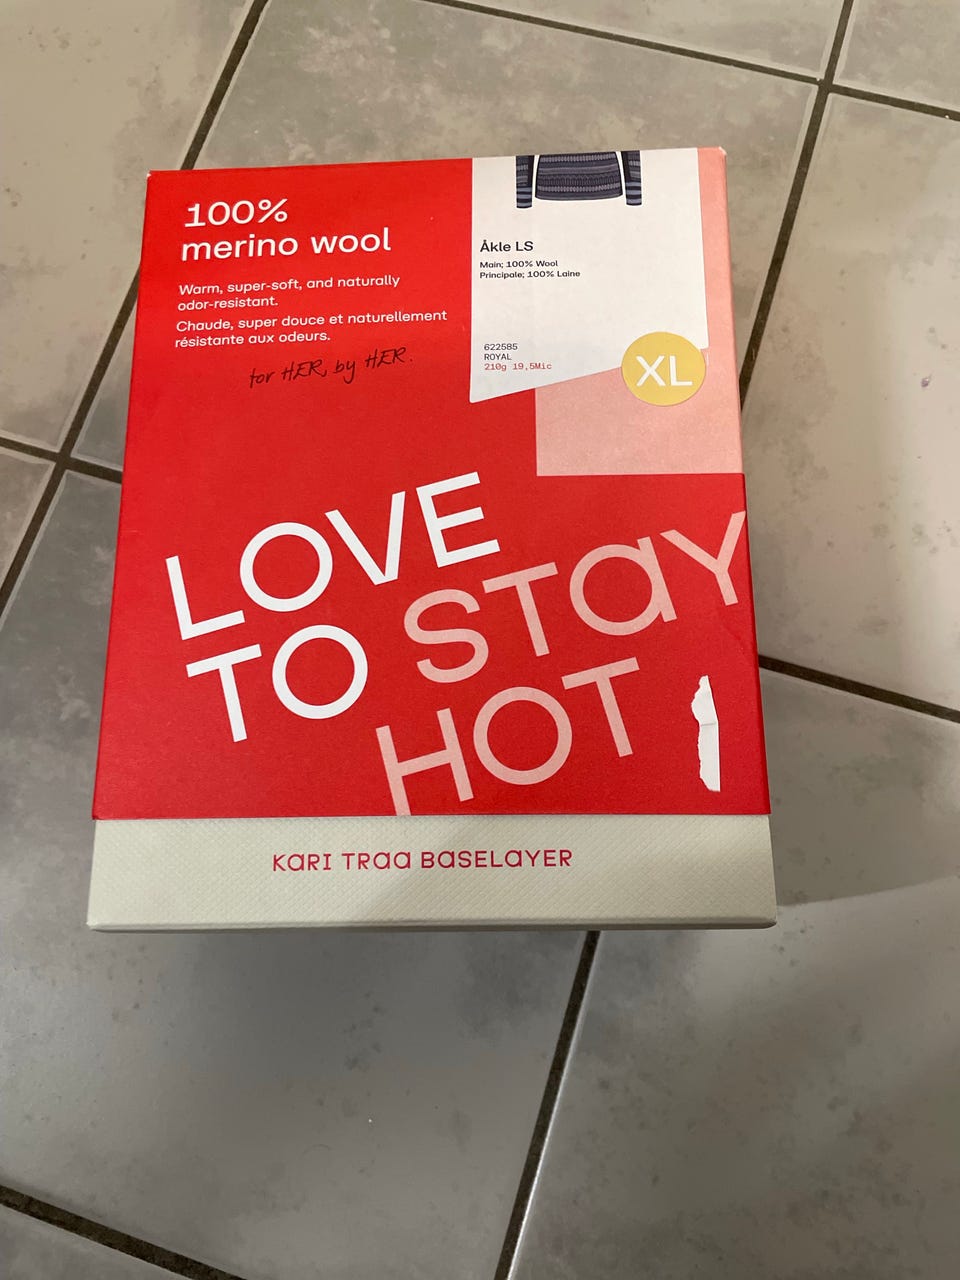 100%
merino wool
Warm, super-soft, and naturally
odor-resistant.
Chaude, super douce et naturellement
résistante aux odeurs.
for HER, by HER.
Åkle LS
Main; 100% Wool
Principale; 100% Laine
622585
ROYAL
210g 19,5Mic
XL
LOVE
TO STAY
HOT
KARI TRAA BASELAYER